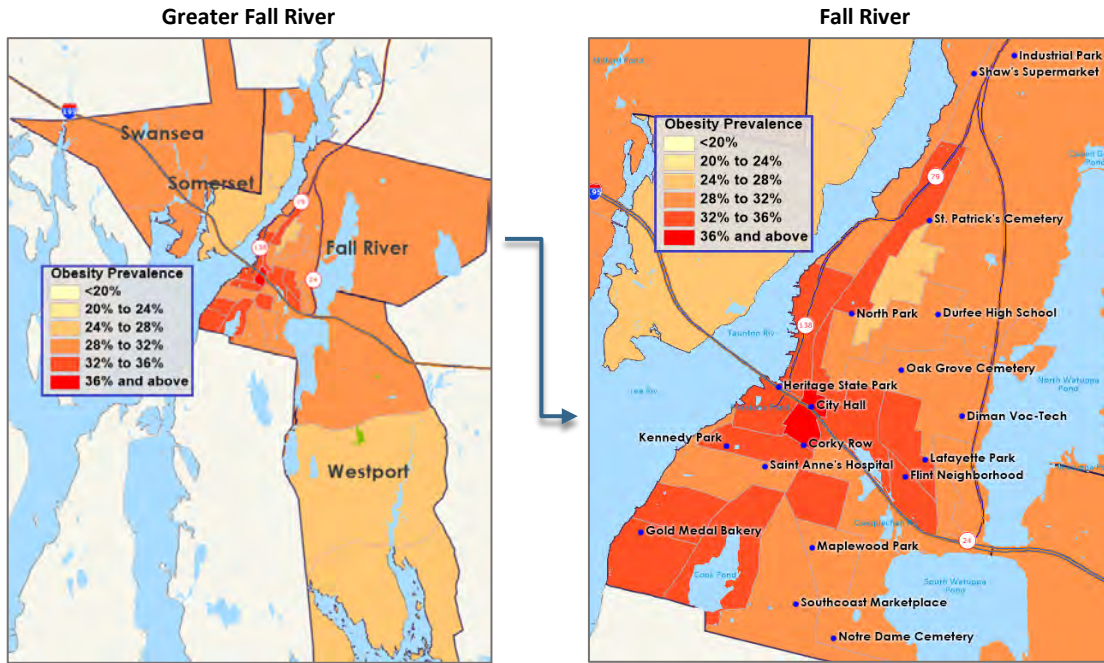 Greater Fall River
Fall River
195
Swansea
Somerset
79
138
Fall River
24
Obesity Prevalence
<20%
20% to 24%
24% to 28%
28% to 32%
32% to 36%
36% and above
Westport
Industrial Park
Shaw's Supermarket
Obesity Prevalence
<20%
20% to 24%
24% to 28%
28% to 32%
32% to 36%
36% and above
79
St. Patrick's Cemetery
North Park
Durfee High School
138
Taunton Riv
Oak Grove Cemetery
Heritage State Park
North Watuppa
Pond
City Hall
Diman Voc-Tech
Kennedy Park
Corky Row
Lafayette Park
Saint Anne's Hospital
Flint Neighborhood
Gold Medal Bakery
24
Maplewood Park
Cook Pond
South Watuppa
Pond
Southcoast Marketplace
Notre Dame Cemetery